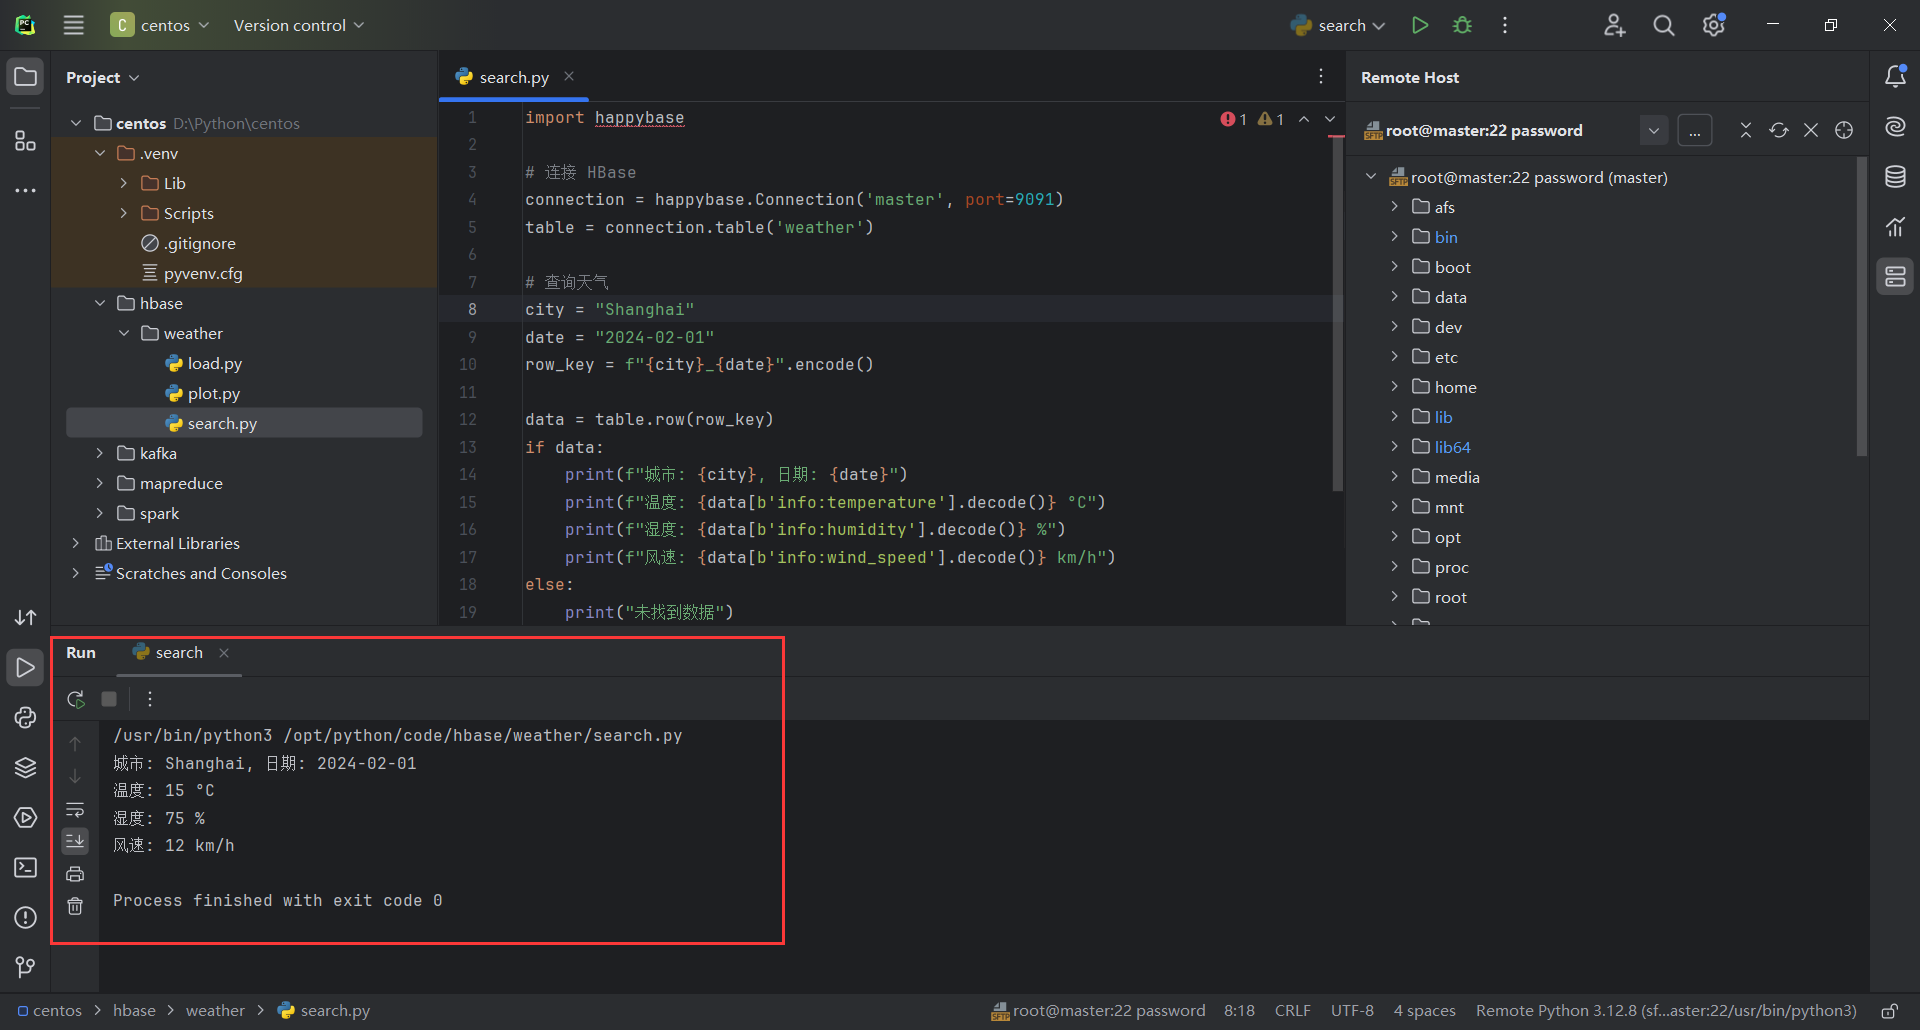 C centos Version control search
Project
centos D:\Python\centos
.venv
Lib
Scripts
.gitignore
pyvenv.cfg
hbase
weather
load.py
plot.py
search.py
kafka
mapreduce
spark
External Libraries
Scratches and Consoles
search.py
1 import happybase
2
3 # 连接 HBase
4 connection = happybase.Connection('master', port=9091)
5 table = connection.table('weather')
6
7 # 查询天气
8 city = "Shanghai"
9 date = "2024-02-01"
10 row_key = f"{city}_{date}".encode()
11
12 data = table.row(row_key)
13 if data:
14 print(f"城市: {city}, 日期: {date}")
15 print(f"温度: {data[b'info:temperature'].decode()} °C")
16 print(f"湿度: {data[b'info:humidity'].decode()} %")
17 print(f"风速: {data[b'info:wind_speed'].decode()} km/h")
18 else:
19 print("未找到数据")
1 1
Remote Host
root@master:22 password ...
root@master:22 password (master)
afs
bin
boot
data
dev
etc
home
lib
lib64
media
mnt
opt
proc
root
Run search
/usr/bin/python3 /opt/python/code/hbase/weather/search.py
城市: Shanghai, 日期: 2024-02-01
温度: 15 °C
湿度: 75 %
风速: 12 km/h
Process finished with exit code 0
centos > hbase > weather > search.py
root@master:22 password 8:18 CRLF UTF-8 4 spaces Remote Python 3.12.8 (sf...aster:22/usr/bin/python3)